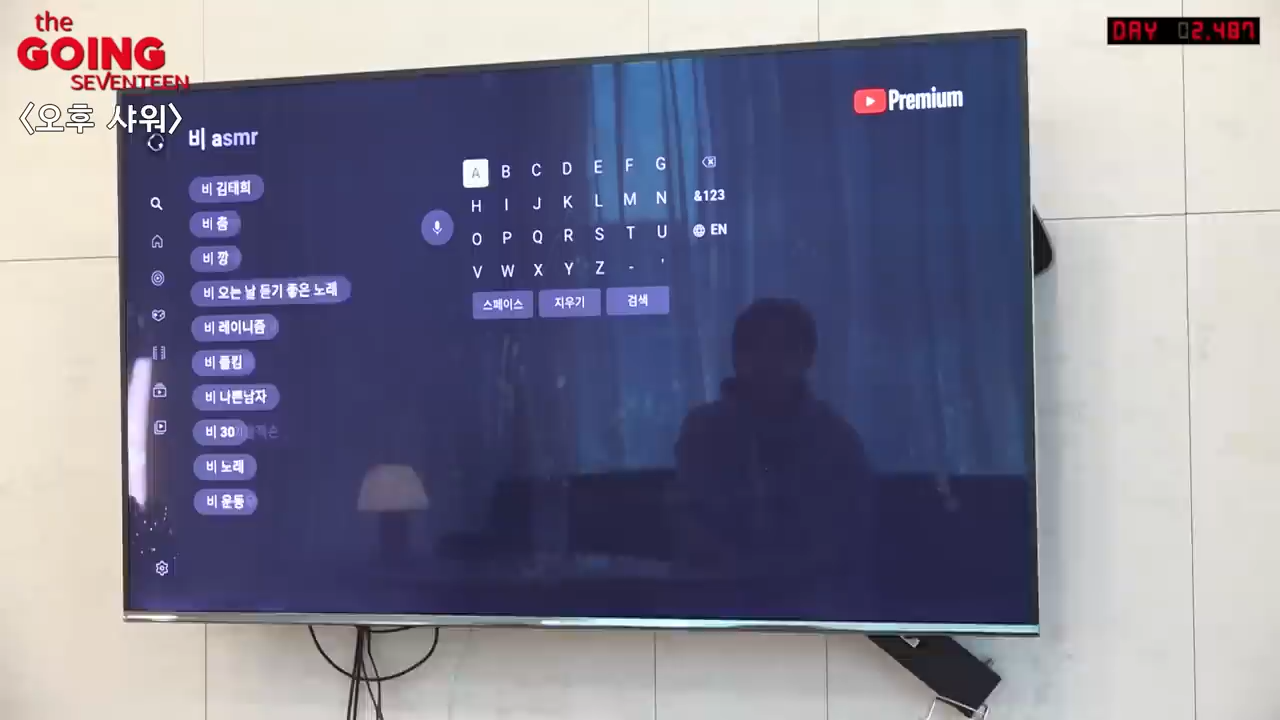 the
GOING
SEVENTEEN
〈오후 샤워〉
DAY 02.487
Premium
비 asmr
비 김태희
비 춤
비 깡
비 오는 날 듣기 좋은 노래
비 레이니즘
비 풀킵
비 나쁜남자
비 30
비 노래
비 운동
A B C D E F G
H I J K L M N &123
O P Q R S T U EN
V W X Y Z - '
스페이스 지우기 검색